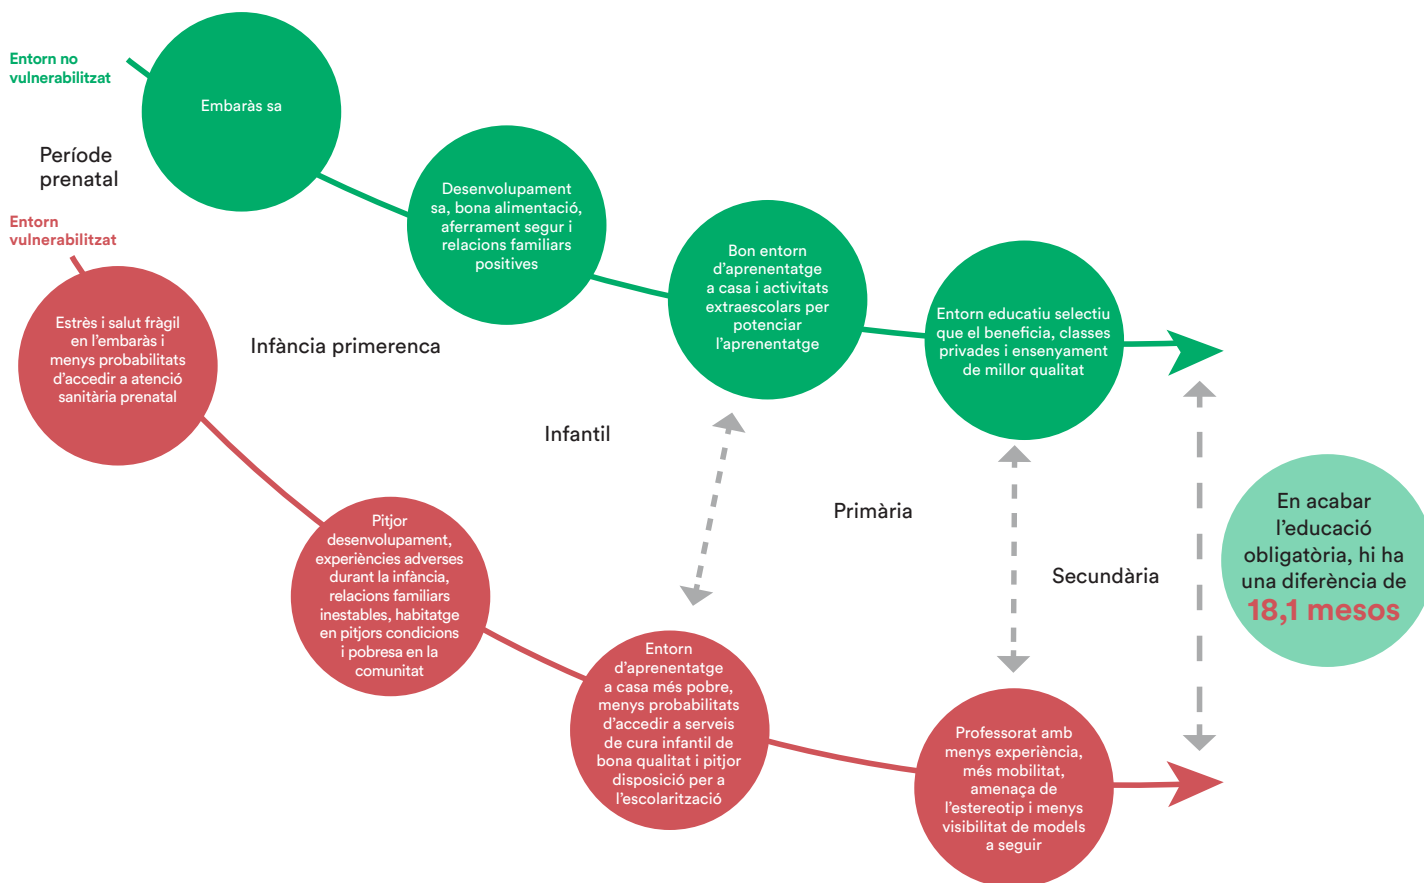 Entorn no
vulnerabilitzat
Embaràs sa
Període
prenatal
Entorn
vulnerabilitzat
Estrès i salut fràgil
en l'embaràs i
menys probabilitats
d'accedir a atenció
sanitària prenatal
Desenvolupament
sa, bona alimentació,
aferrament segur i
relacions familiars
positives
Infància primerenca
Pitjor
desenvolupament,
experiències adverses
durant la infància,
relacions familiars
inestables, habitatge
en pitjors condicions
i pobresa en la
comunitat
Bon entorn
d'aprenentatge
a casa i activitats
extraescolars per
potenciar
l'aprenentatge
Infantil
Entorn
d'aprenentatge
a casa més pobre,
menys probabilitats
d'accedir a serveis
de cura infantil de
bona qualitat i pitjor
disposició per a
l'escolarització
Entorn educatiu selectiu
que el beneficia, classes
privades i ensenyament
de millor qualitat
Primària
Secundària
Professorat amb
menys experiència,
més mobilitat,
amenaça de
l'estereotip i menys
visibilitat de models
a seguir
En acabar
l'educació
obligatòria, hi ha
una diferència de
18,1 mesos